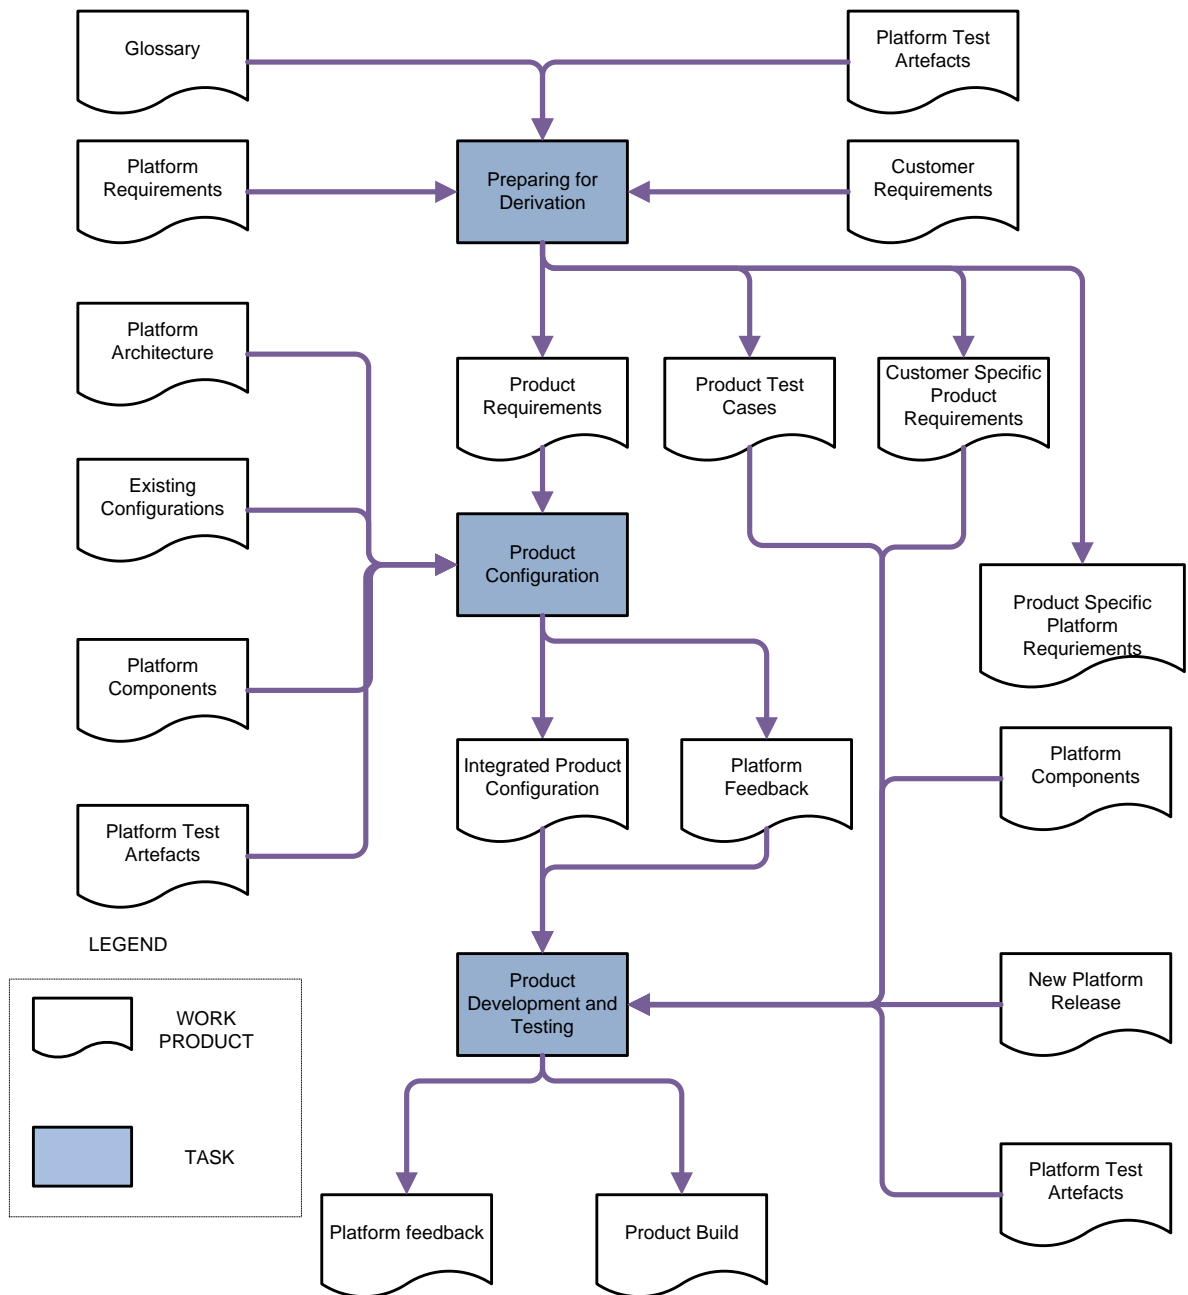 Glossary
Platform Test
Artefacts
Platform
Requirements
Preparing for
Derivation
Customer
Requirements
Platform
Architecture
Product
Requirements
Product Test
Cases
Customer Specific
Product
Requirements
Existing
Configurations
Product
Configuration
Product Specific
Platform
Requriements
Platform
Components
Integrated Product
Configuration
Platform
Feedback
Platform
Components
Platform Test
Artefacts
LEGEND
WORK
PRODUCT
TASK
Product
Development and
Testing
New Platform
Release
Platform feedback
Product Build
Platform Test
Artefacts